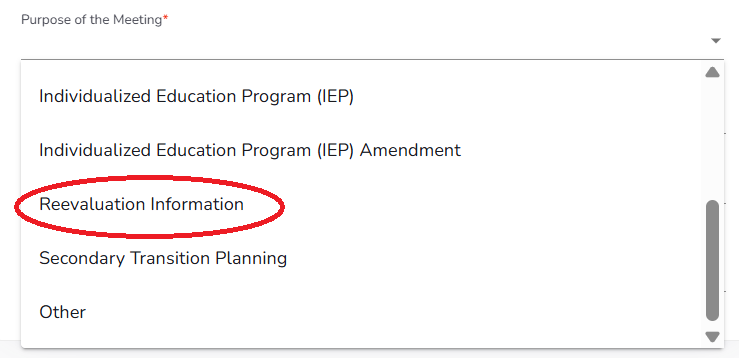 Purpose of the Meeting*
Individualized Education Program (IEP)
Individualized Education Program (IEP) Amendment
Reevaluation Information
Secondary Transition Planning
Other